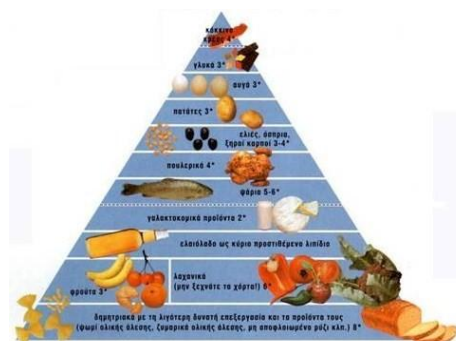 κόκκινο
κρέας 4*
γλυκά 3*
αυγά 3*
πατάτες 3*
ελιές, όσπρια,
ξηροί καρποί 3-4*
πουλερικά 4*
ψάρια 5-6*
γαλακτοκομικά προϊόντα 2*
ελαιόλαδο ως κύριο προστιθέμενο λιπίδιο
φρούτα 3*
λαχανικά
(μην ξεχνάτε τα χόρτα!) 6*
δημητριακά με τη λιγότερη δυνατή επεξεργασία και τα προϊόντα τους
(ψωμί ολικής άλεσης, ζυμαρικά ολικής άλεσης, μη αποφλοιωμένο ρύζι κλπ.) 8*